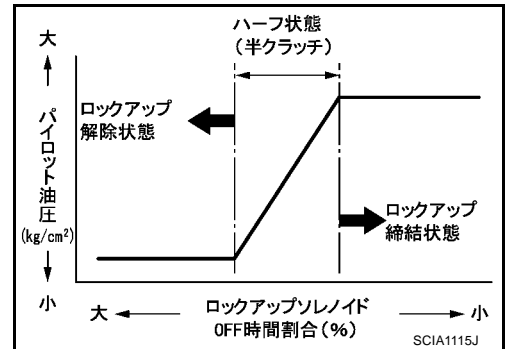 ハーフ状態
(半クラッチ)
大
ロックアップ
解除状態
パイロット油圧
(kg/cm²)
ロックアップ
締結状態
小
大
ロックアップソレノイド
OFF時間割合(%)
小
SCIA1115J